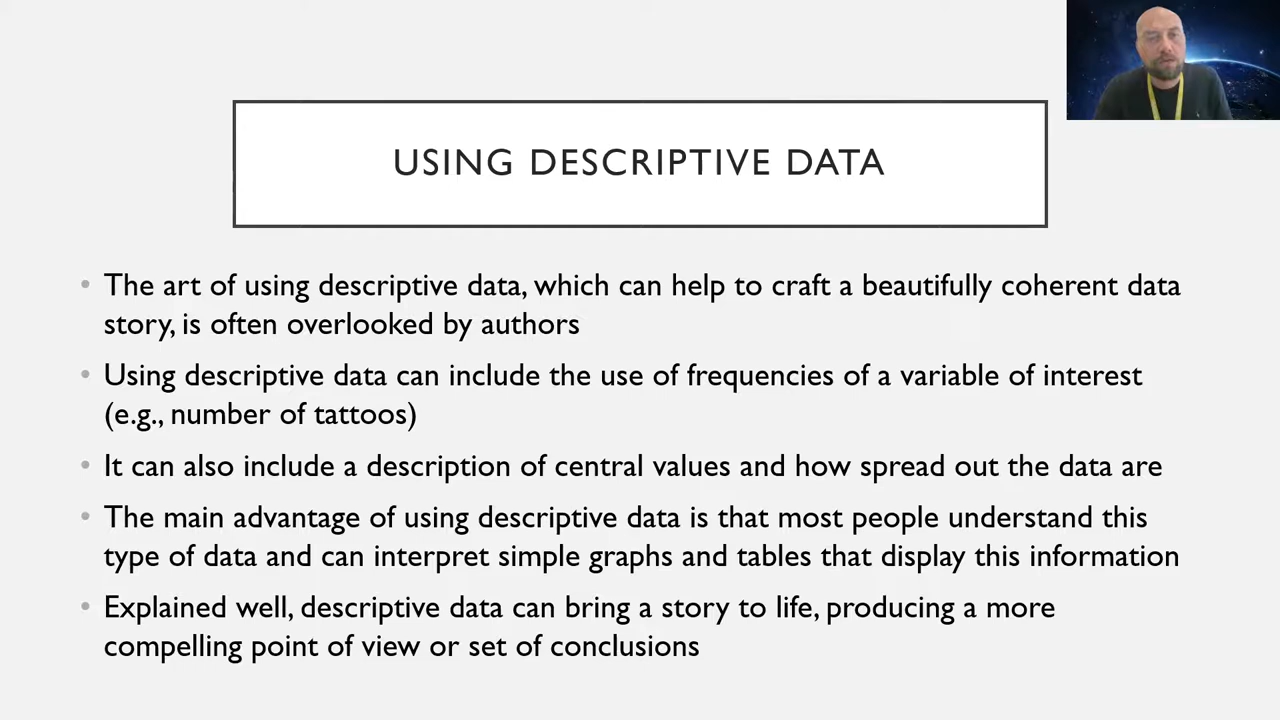 USING DESCRIPTIVE DATA
• The art of using descriptive data, which can help to craft a beautifully coherent data
story, is often overlooked by authors
• Using descriptive data can include the use of frequencies of a variable of interest
(e.g., number of tattoos)
• It can also include a description of central values and how spread out the data are
• The main advantage of using descriptive data is that most people understand this
type of data and can interpret simple graphs and tables that display this information
• Explained well, descriptive data can bring a story to life, producing a more
compelling point of view or set of conclusions